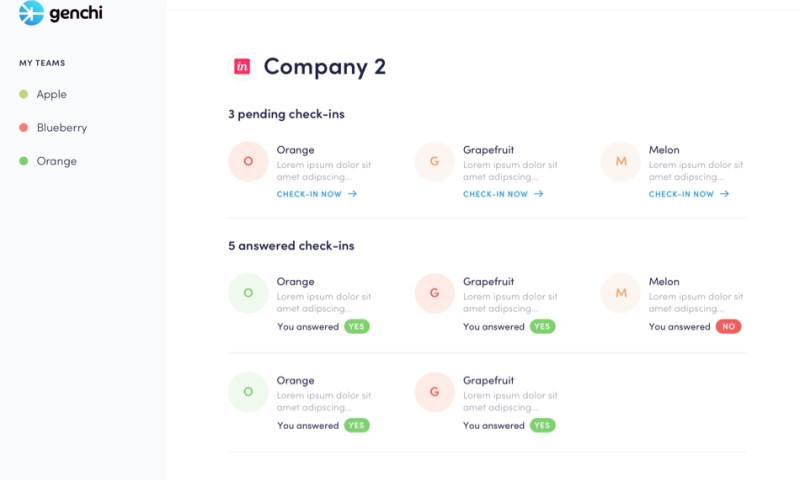 genchi
MY TEAMS
Apple
Blueberry
Orange
in
Company 2
3 pending check-ins
O
Orange
Lorem ipsum dolor sit
amet adipscing...
CHECK-IN NOW →
G
Grapefruit
Lorem ipsum dolor sit
amet adipscing...
CHECK-IN NOW →
M
Melon
Lorem ipsum dolor sit
amet adipscing...
CHECK-IN NOW →
5 answered check-ins
O
Orange
Lorem ipsum dolor sit
amet adipscing...
You answered YES
G
Grapefruit
Lorem ipsum dolor sit
amet adipscing...
You answered YES
M
Melon
Lorem ipsum dolor sit
amet adipscing...
You answered NO
O
Orange
Lorem ipsum dolor sit
amet adipscing...
You answered YES
G
Grapefruit
Lorem ipsum dolor sit
amet adipscing...
You answered YES